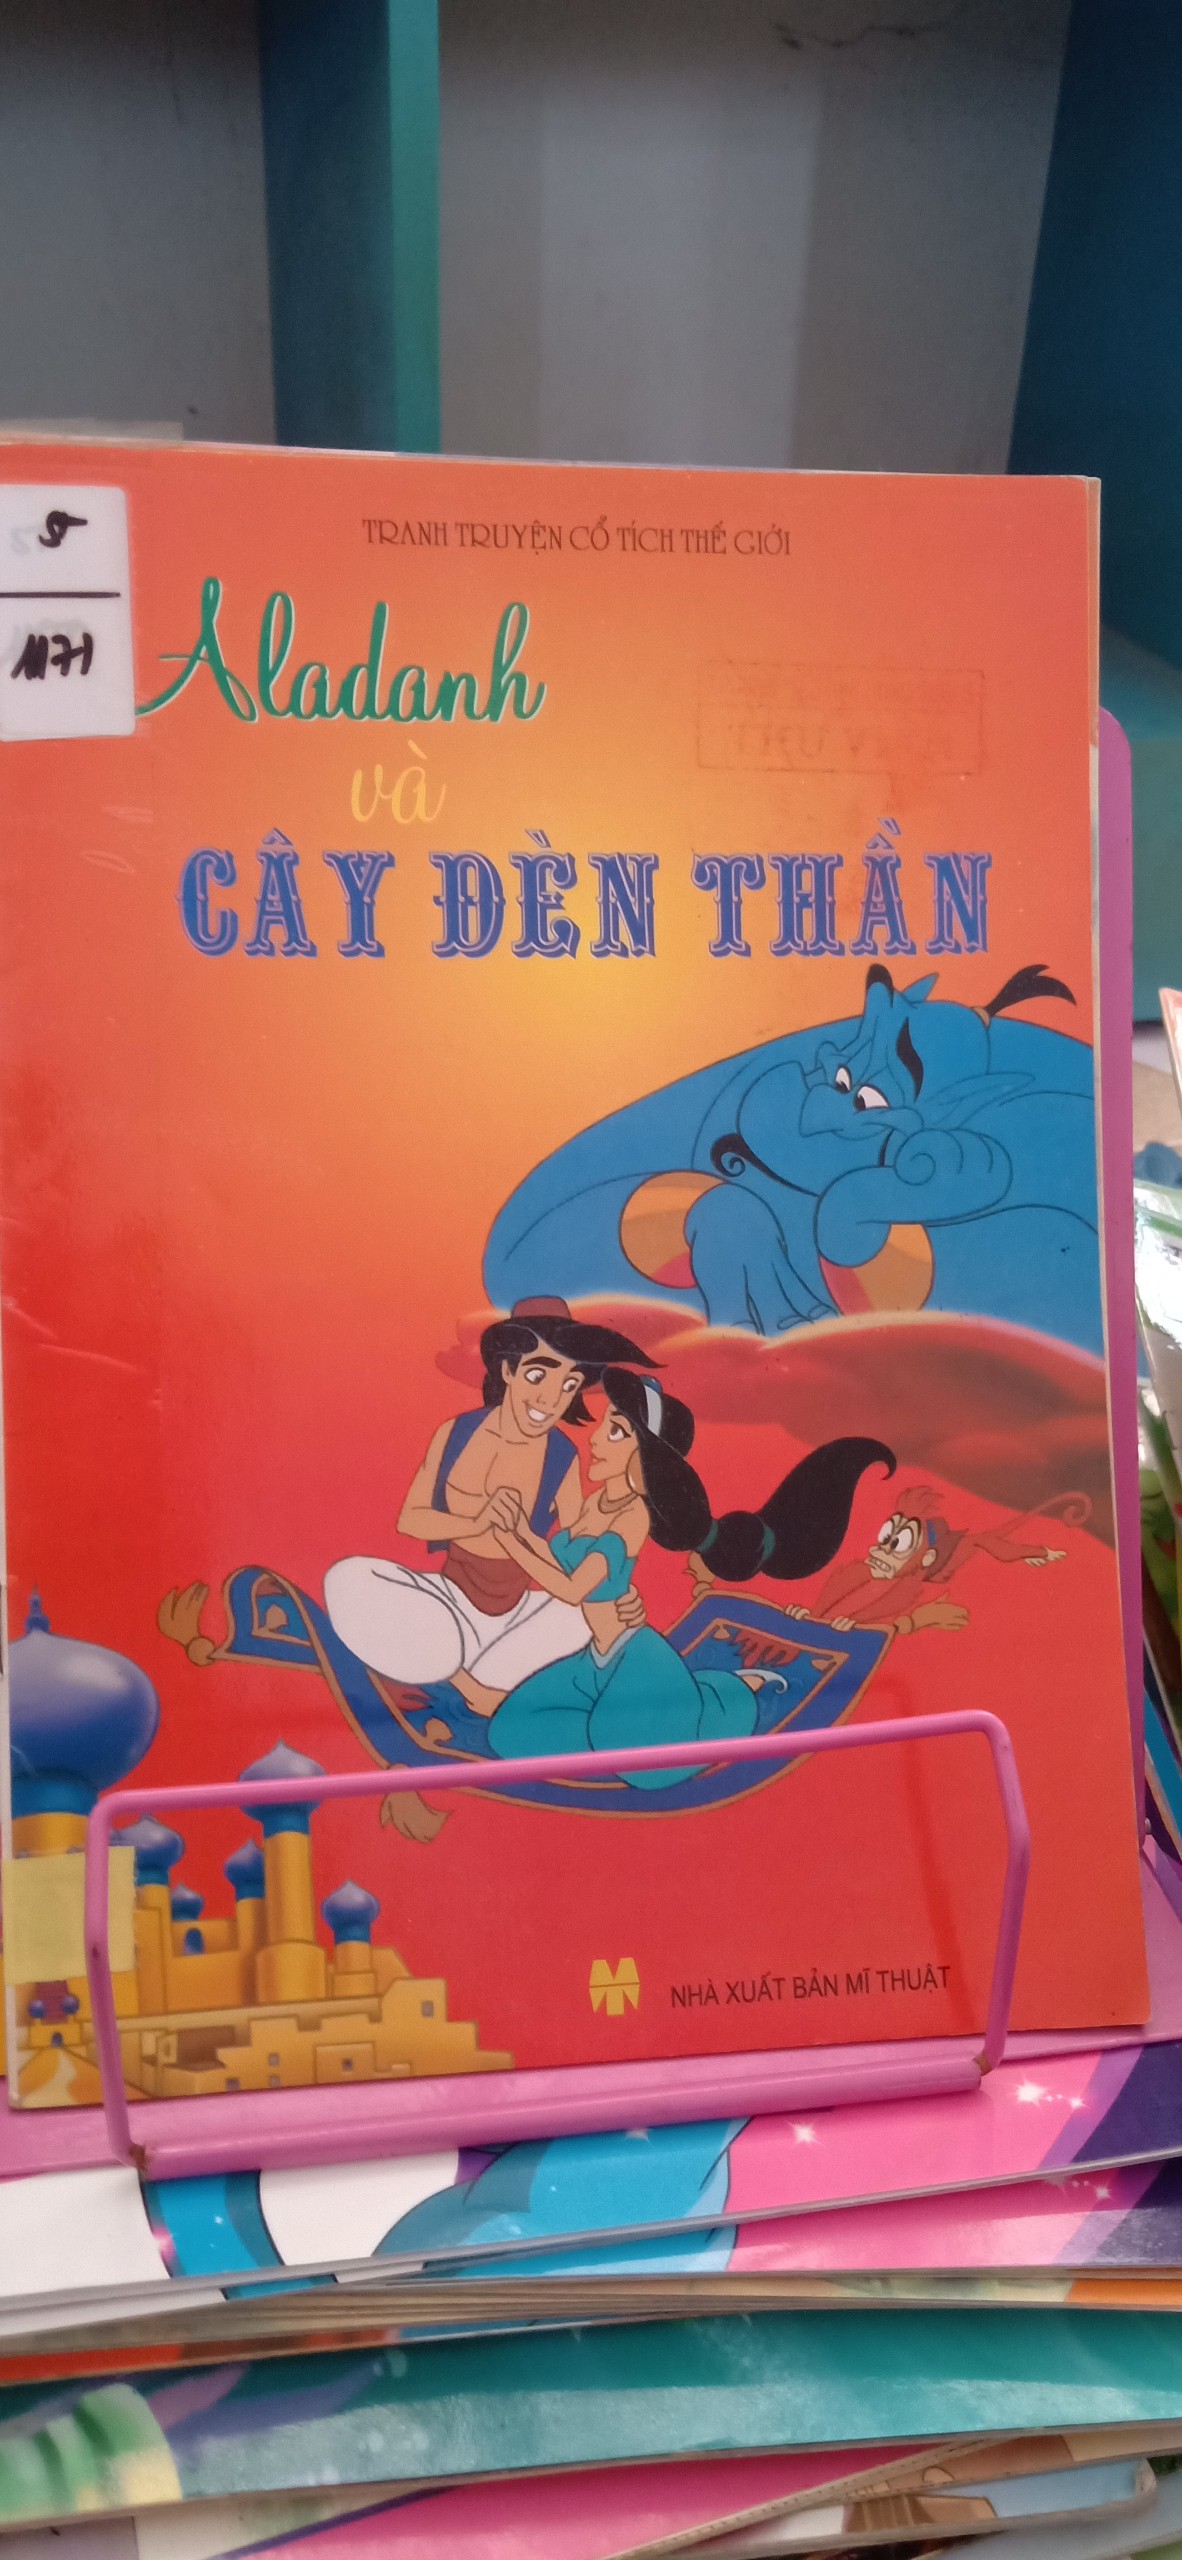 TRANH TRUYỆN CỔ TÍCH THẾ GIỚI
5
1171
Aladanh
và
CÂY ĐÈN THẦN
NHÀ XUẤT BẢN MĨ THUẬT